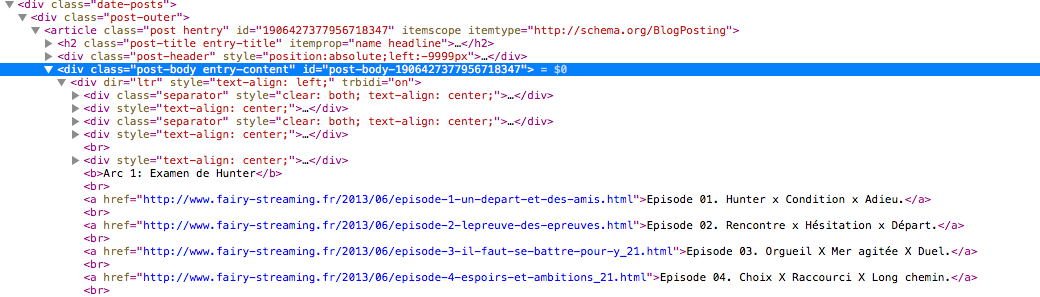 <div class="date-posts">
<div class="post-outer">
<article class="post hentry" id="1906427377956718347" itemscope itemtype="http://schema.org/BlogPosting">
<h2 class="post-title entry-title" itemprop="name headline">…</h2>
<div class="post-header" style="position:absolute;left:-9999px">…</div>
<div class="post-body entry-content" id="post-body-1906427377956718347"> = $0
<div dir="ltr" style="text-align: left;" trbidi="on">
<div class="separator" style="clear: both; text-align: center;">…</div>
<div style="text-align: center;">…</div>
<div class="separator" style="clear: both; text-align: center;">…</div>
<div style="text-align: center;">…</div>
<br>
<div style="text-align: center;">…</div>
<b>Arc 1: Examen de Hunter</b>
<br>
<a href="http://www.fairy-streaming.fr/2013/06/episode-1-un-depart-et-des-amis.html">Episode 01. Hunter x Condition x Adieu.</a>
<br>
<a href="http://www.fairy-streaming.fr/2013/06/episode-2-lepreuve-des-epreuves.html">Episode 02. Rencontre x Hésitation x Départ.</a>
<br>
<a href="http://www.fairy-streaming.fr/2013/06/episode-3-il-faut-se-battre-pour-y_21.html">Episode 03. Orgueil X Mer agitée X Duel.</a>
<br>
<a href="http://www.fairy-streaming.fr/2013/06/episode-4-espoirs-et-ambitions_21.html">Episode 04. Choix X Raccourci X Long chemin.</a>
<br>